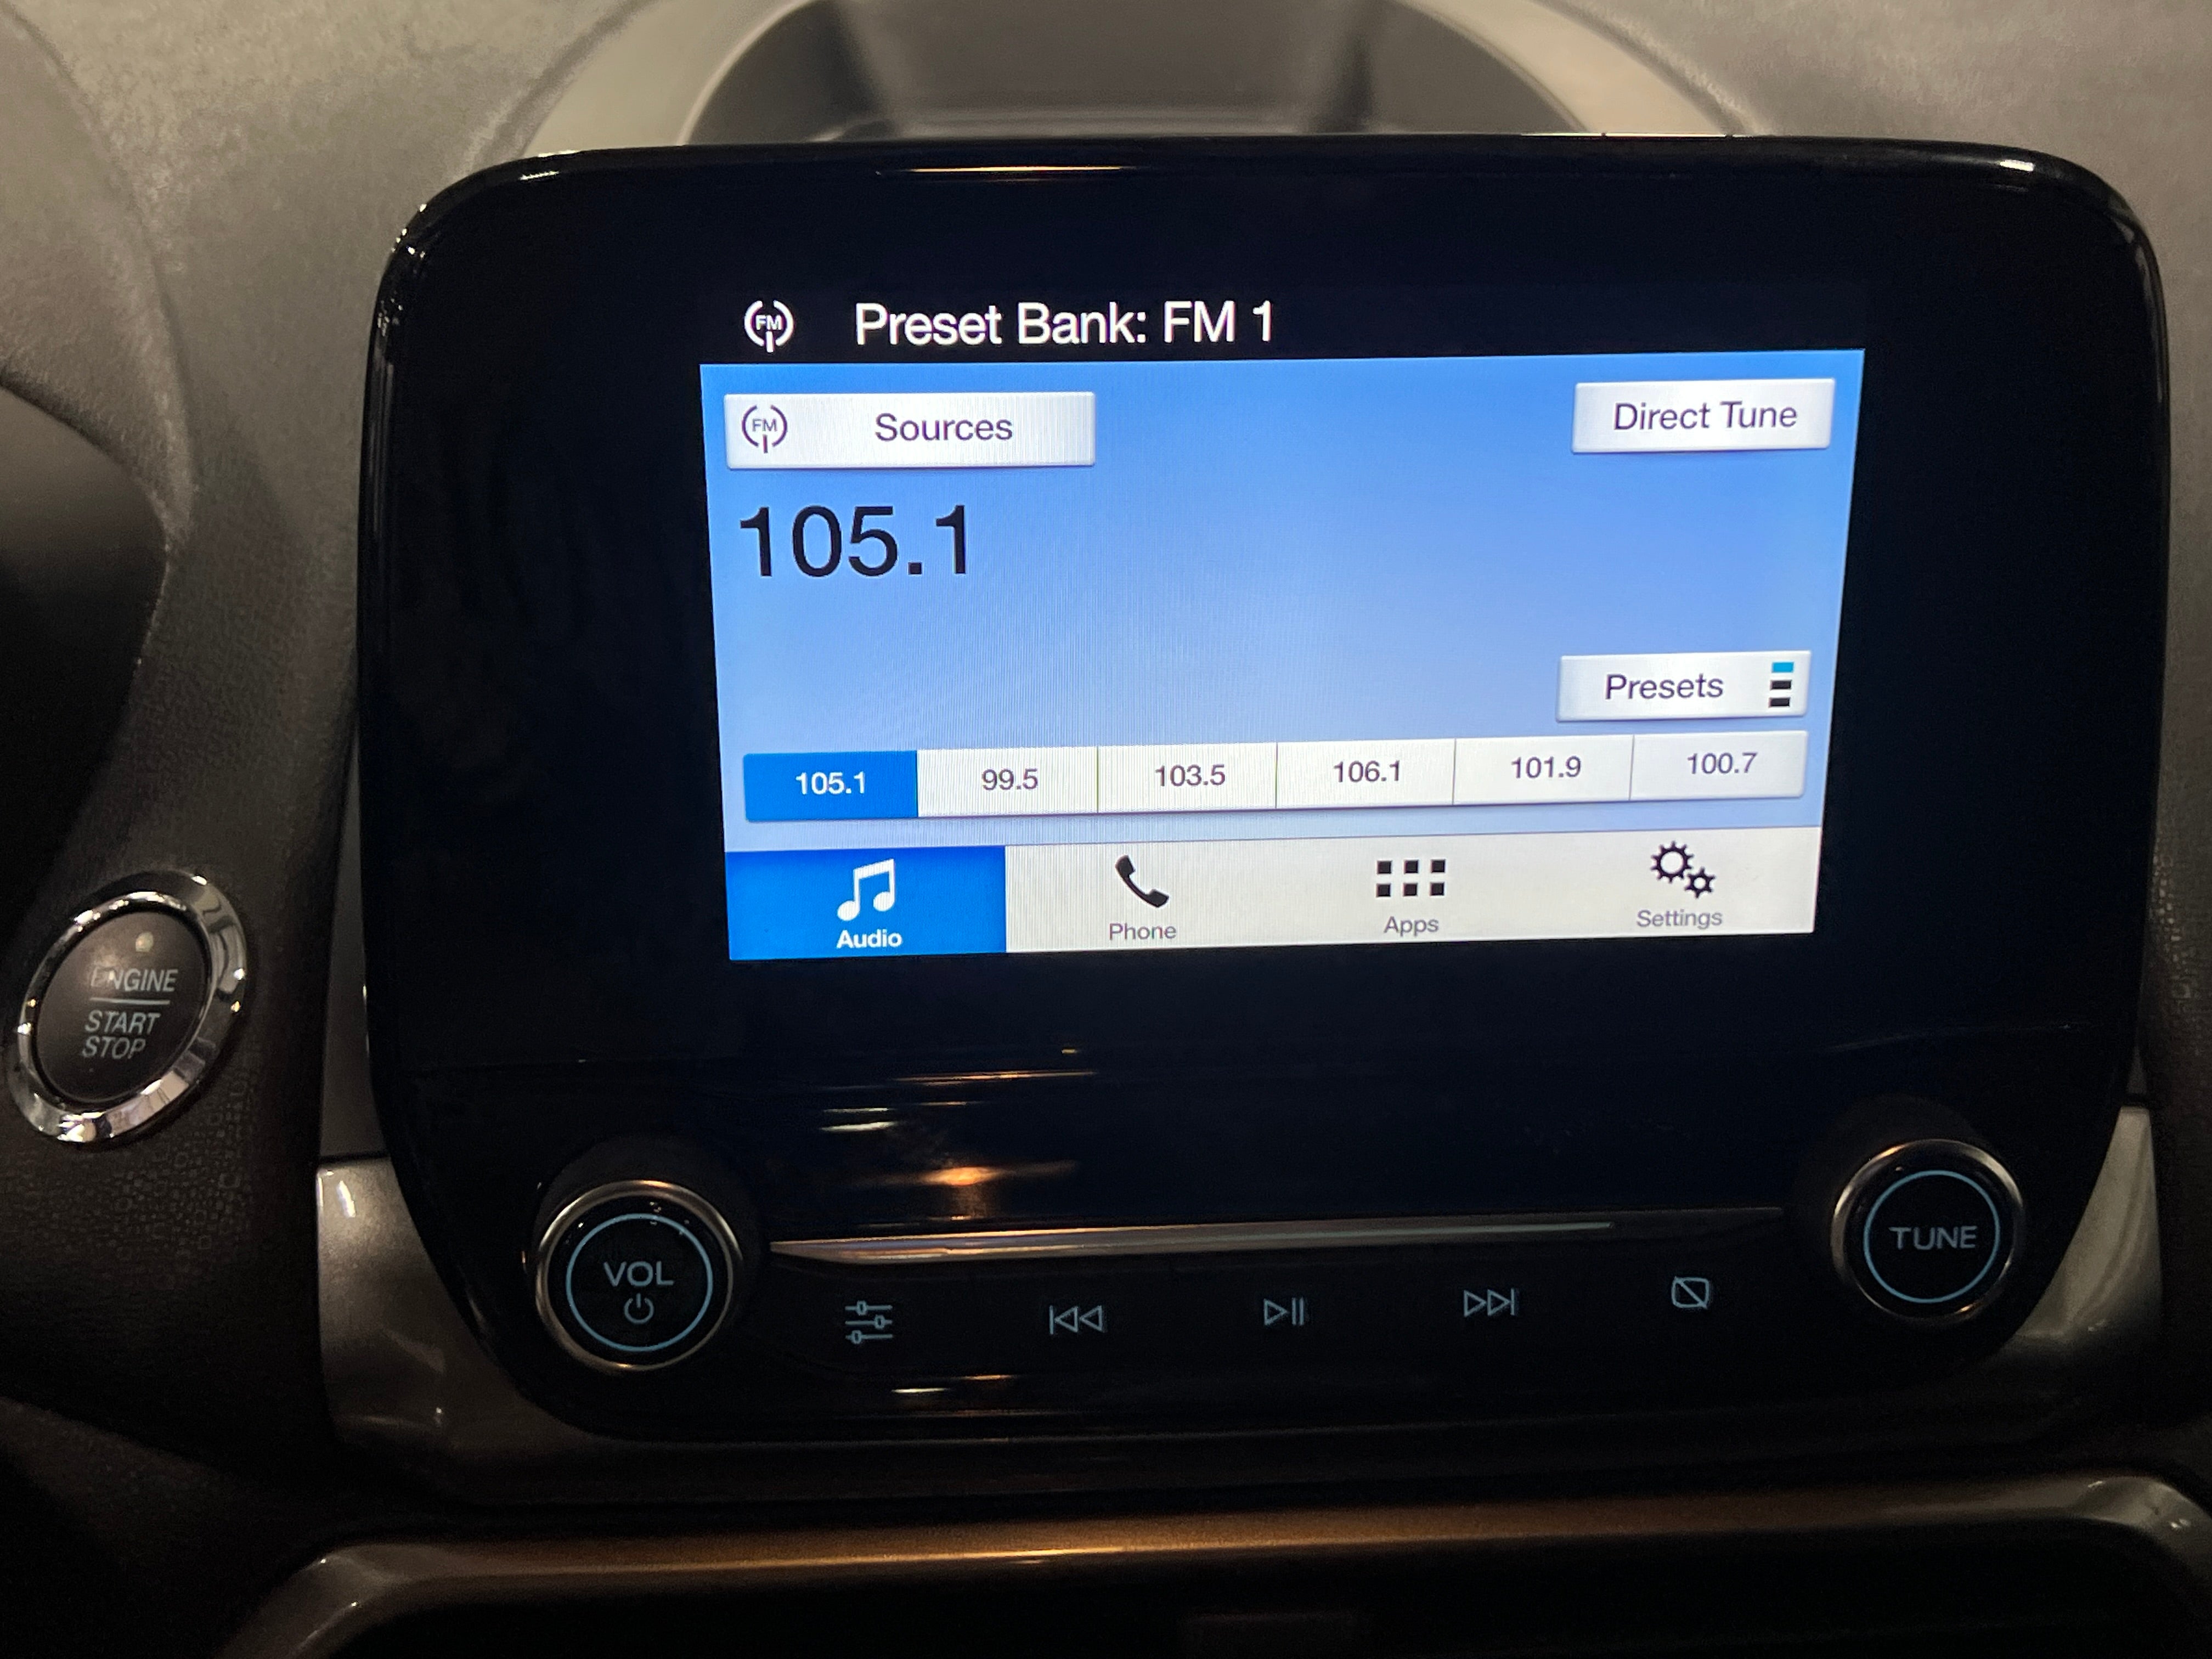 FM Preset Bank: FM 1
FM Sources
Direct Tune
105.1
Presets
105.1 99.5 103.5 106.1 101.9 100.7
Audio Phone Apps Settings
ENGINE
START
STOP
VOL
TUNE